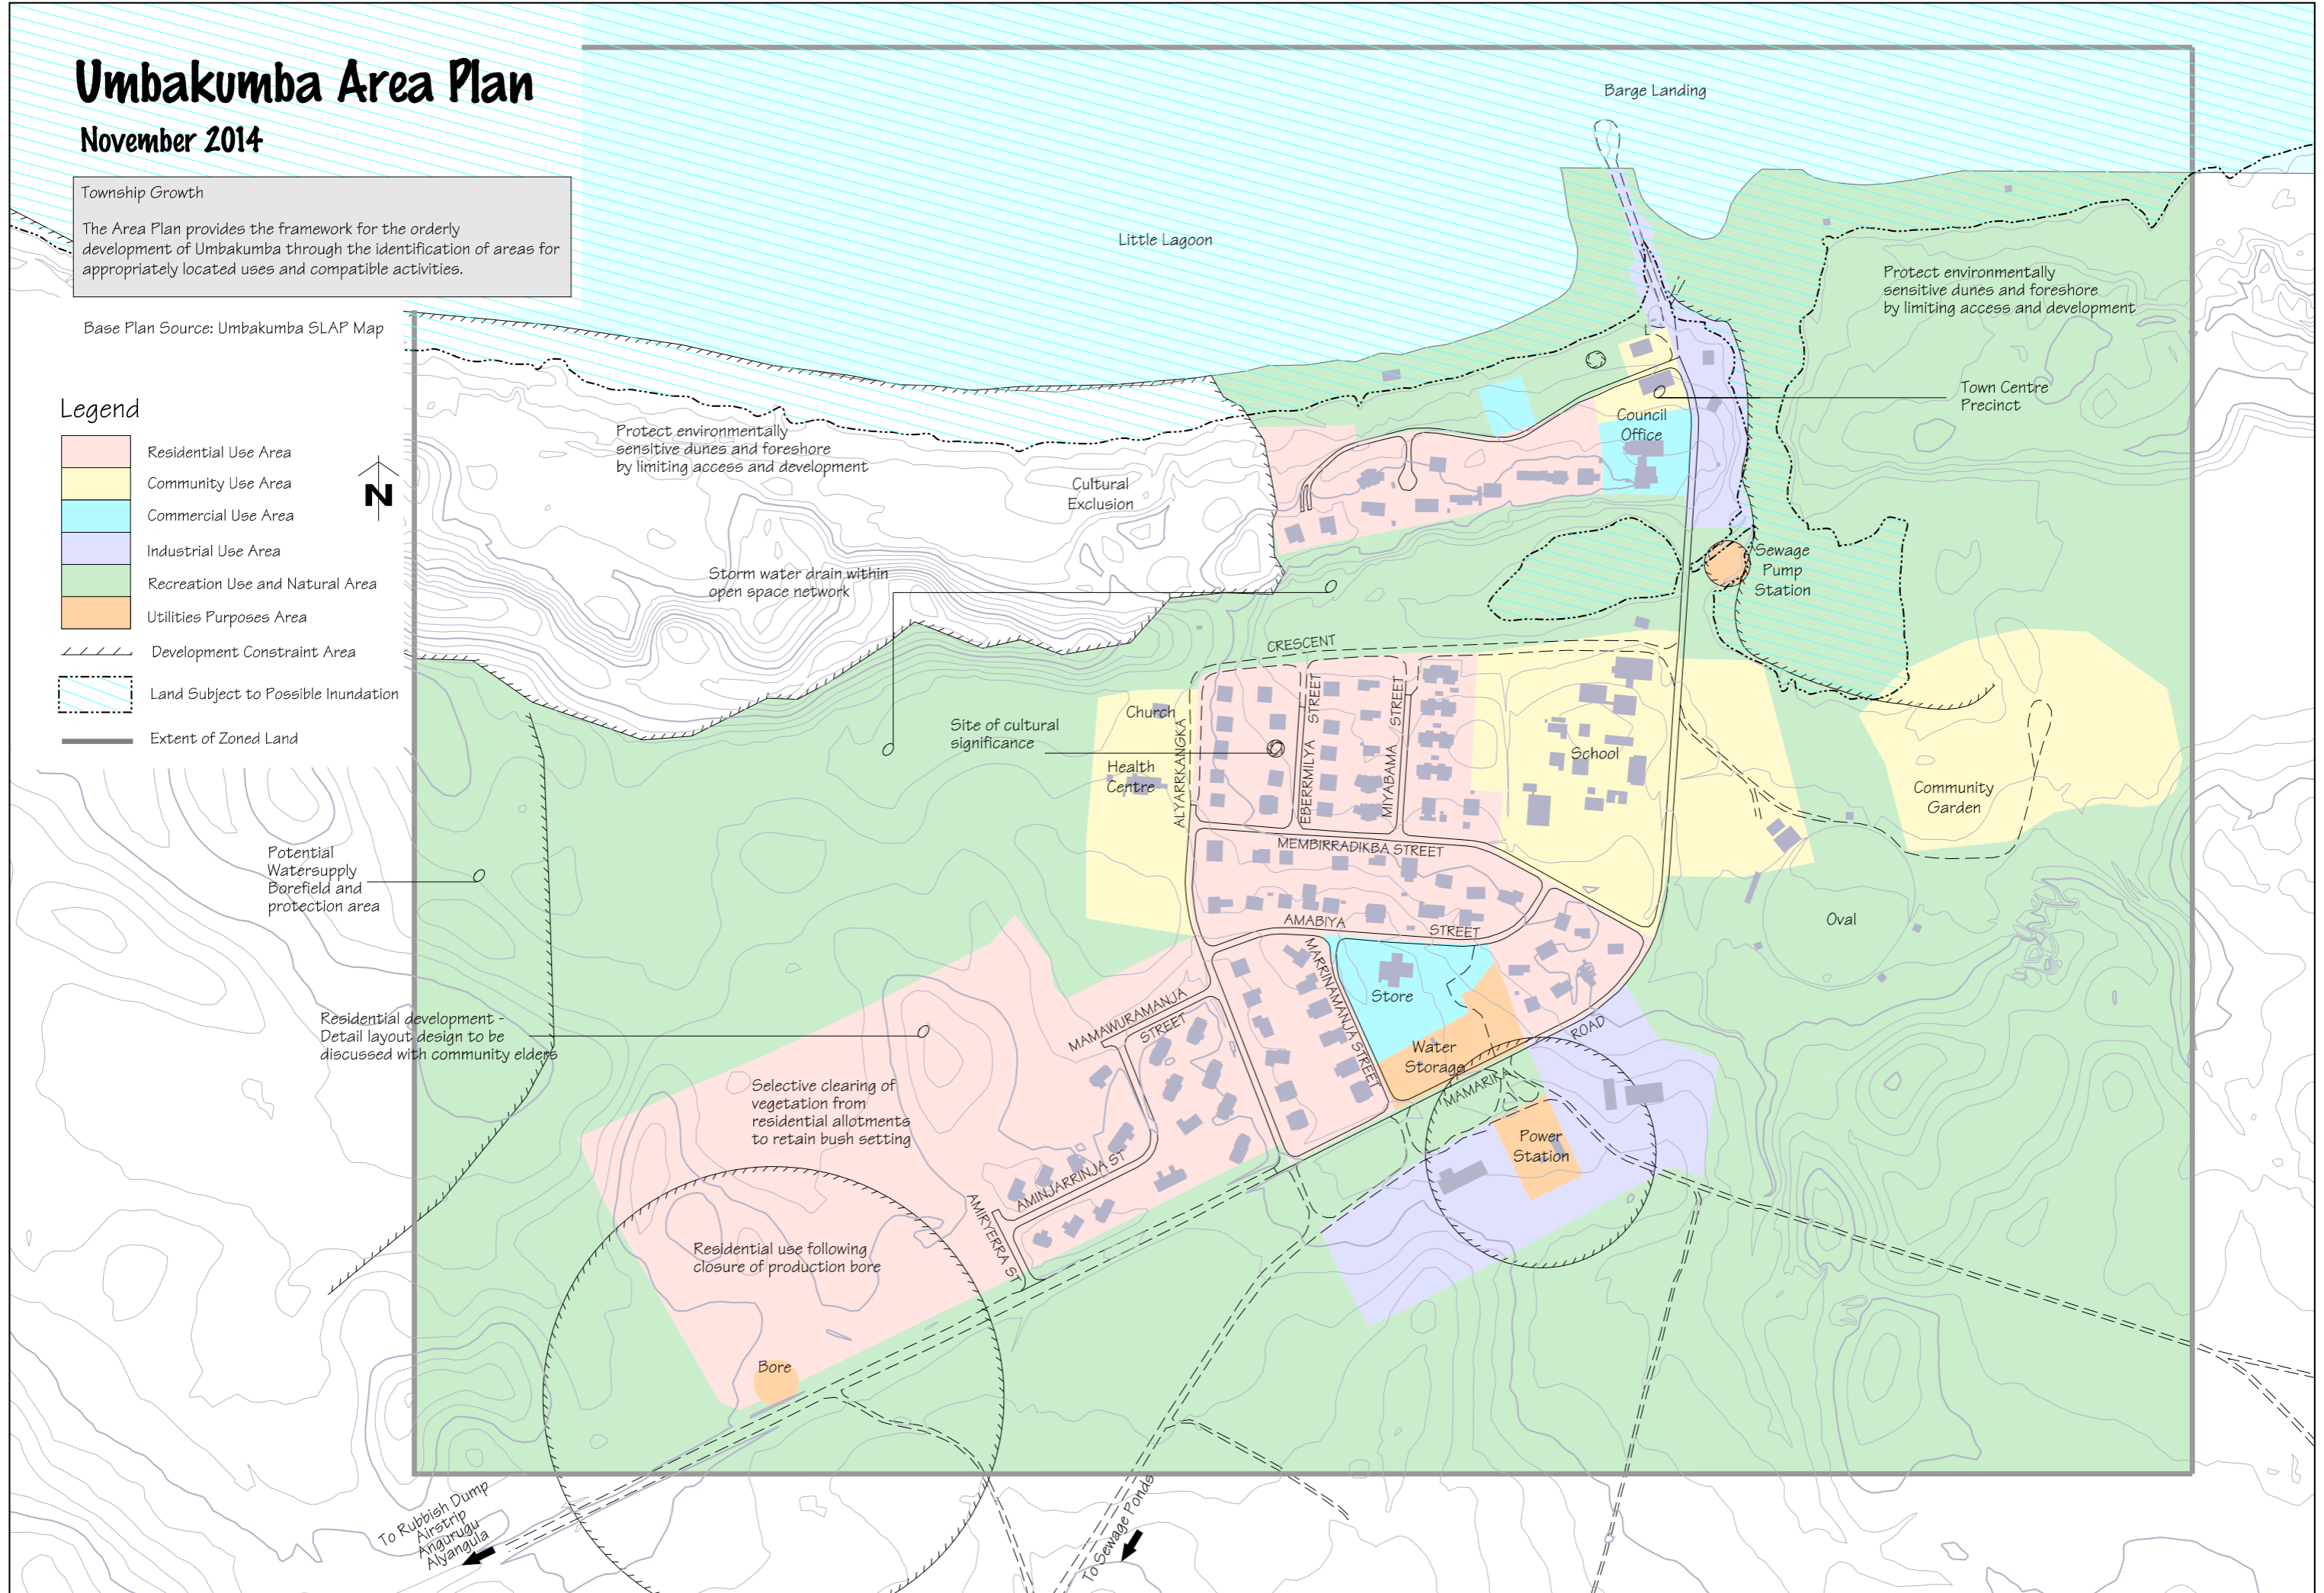 Umbakumba Area Plan
November 2014
Township Growth
The Area Plan provides the framework for the orderly
development of Umbakumba through the identification of areas for
appropriately located uses and compatible activities.
Base Plan Source: Umbakumba SLAP Map
Legend
Residential Use Area
Community Use Area
Commercial Use Area
Industrial Use Area
Recreation Use and Natural Area
Utilities Purposes Area
Development Constraint Area
Land Subject to Possible Inundation
Extent of Zoned Land
N
Barge Landing
Little Lagoon
Protect environmentally
sensitive dunes and foreshore
by limiting access and development
Town Centre
Precinct
Council
Office
Protect environmentally
sensitive dunes and foreshore
by limiting access and development
Cultural
Exclusion
Storm water drain within
open space network
Sewage
Pump
Station
CRESCENT
Church
Site of cultural
significance
Health
Centre
ALYARRKANGKA
EBERRMILYA STREET
MIYABAMA STREET
School
Community
Garden
MEMBIRRADIKBA STREET
Potential
Watersupply
Borefield and
protection area
AMABIYA STREET
Oval
MARRINAMANJA STREET
Store
Residential development -
Detail layout design to be
discussed with community elders
MAMAWURAMANJA
STREET
Water
Storage
ROAD
MAMARIKA
Selective clearing of
vegetation from
residential allotments
to retain bush setting
Power
Station
AMINJARRINJA ST
AMIRYERRA ST
Residential use following
closure of production bore
Bore
To Rubbish Dump
Airstrip
Angurugu
Alyangula
To Sewage Ponds